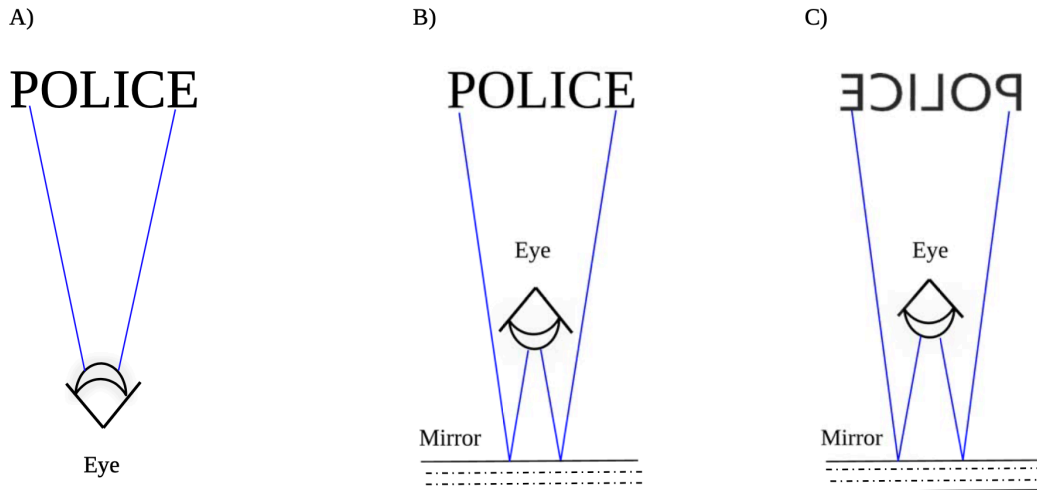 A)
B)
C)
POLICE
POLICE
POLICE
Eye
Eye
Mirror
Mirror
Eye